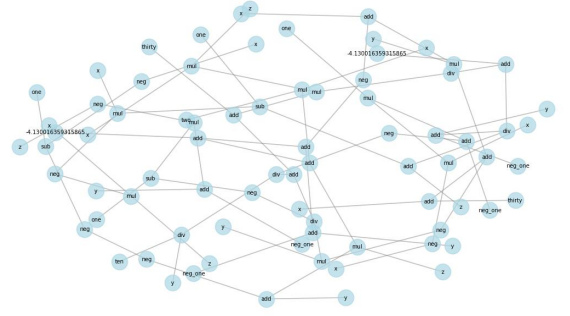 z
x
add
one
one
y
x
thirty
x
-4.130016359315865
mul
add
mul
div
x
neg
neg
one
mul
mul
mul
neg
sub
y
add
two
mul
x
x
-4.130016359315865
x
neg
add
div
add
add
z
sub
add
add
mul
add
neg_one
neg
div
add
sub
y
add
neg
mul
add
thirty
x
z
neg_one
one
div
y
neg
neg
div
add
neg_one
neg
y
mul
ten
neg
z
mul
x
z
neg_one
y
add
y